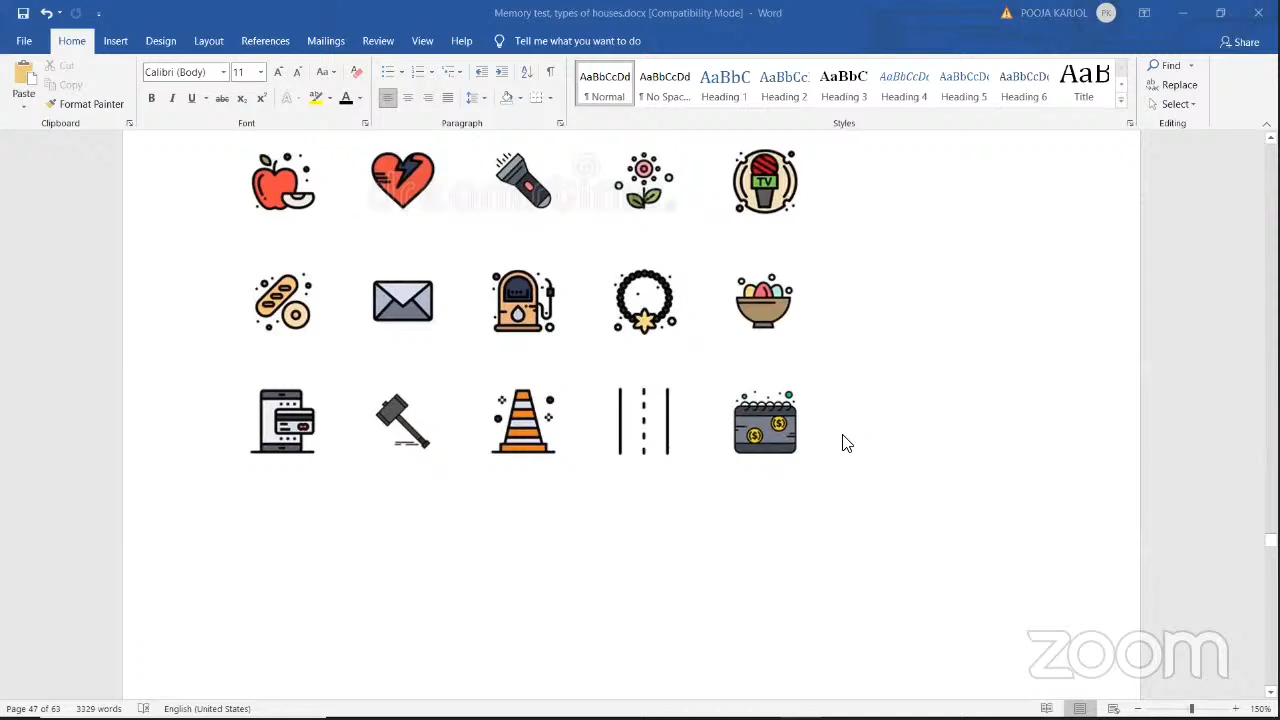 Memory test, types of houses.docx [Compatibility Mode] - Word
POOJA KARJOL PK
File Home Insert Design Layout References Mailings Review View Help Tell me what you want to do Share
Paste
Cut
Copy
Format Painter
Calibri (Body) 11
AaBbCcDd AaBbCcDd AaBbC AaBbCc AaBbC AaBbCcDc AaBbCcDc AaBbCcDc AaB
¶ Normal ¶ No Spac... Heading 1 Heading 2 Heading 3 Heading 4 Heading 5 Heading 6 Title
Find
Replace
Select
Clipboard Font Paragraph Styles Editing
TV
zoom
Page 47 of 63 3329 words English (United States) 150%